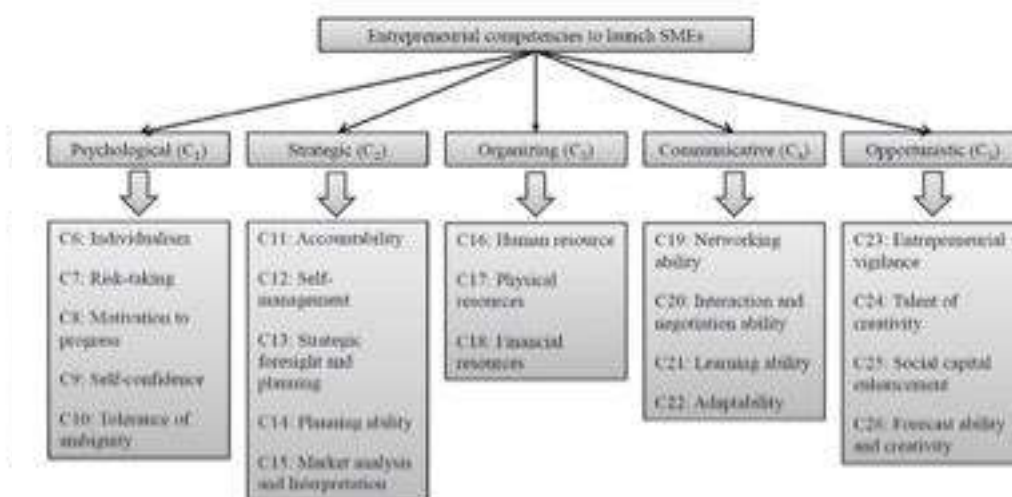 Entrepreneurial competencies to launch SMEs
Psychological (C1)
Strategic (C2)
Organizing (C3)
Communicative (C4)
Opportunistic (C5)
C6: Individualism
C7: Risk-taking
C8: Motivation to
progress
C9: Self-confidence
C10: Tolerance of
ambiguity
C11: Accountability
C12: Self-
management
C13: Strategic
foresight and
planning
C14: Planning ability
C15: Market analysis
and Interpretation
C16: Human resource
C17: Physical
resources
C18: Financial
resources
C19: Networking
ability
C20: Interaction and
negotiation ability
C21: Learning ability
C22: Adaptability
C23: Entrepreneurial
vigilance
C24: Talent of
creativity
C25: Social capital
enhancement
C26: Forecast ability
and creativity